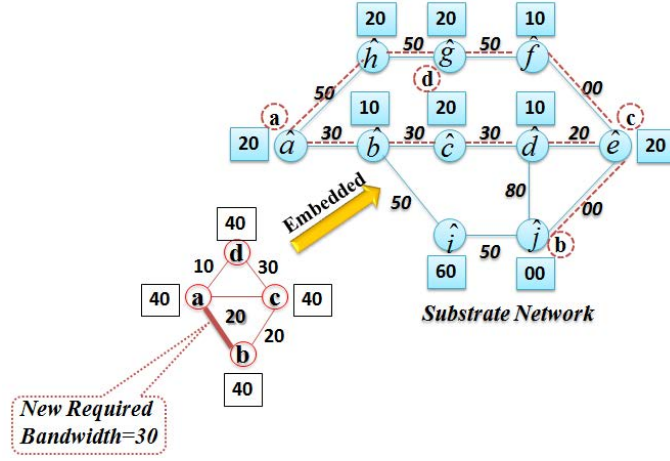 20 20 10
ĥ 50 ĝ 50 f̂
d
50 00
a 10 20 10 c
20 â 30 b̂ 30 ĉ 30 d̂ 20 ê 20
80
Embedded 50 00
î 50 ĵ b
60 00
Substrate Network
40
d
10 30
40 a c 40
20
20
b
40
New Required
Bandwidth=30